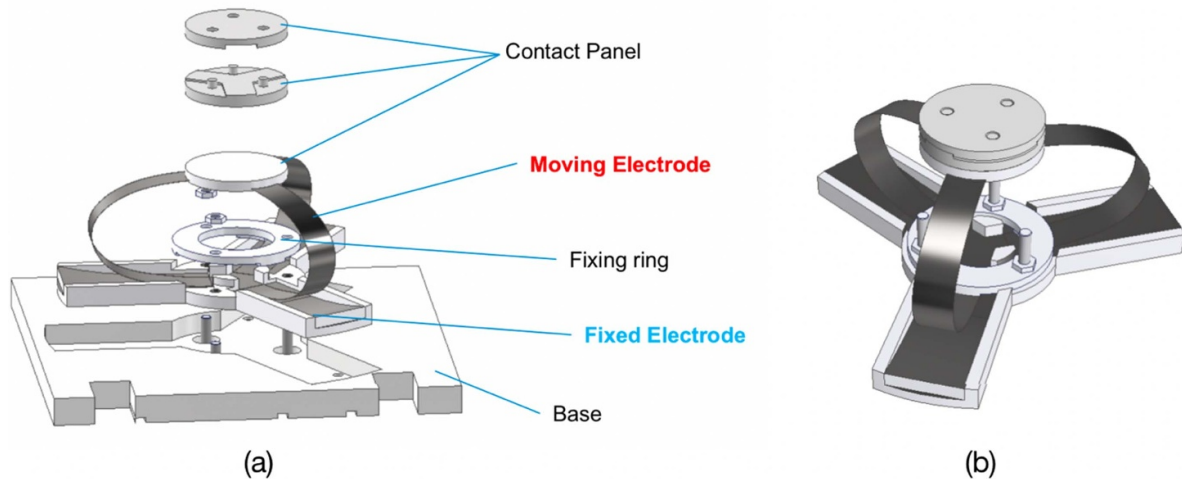 Contact Panel
Moving Electrode
Fixing ring
Fixed Electrode
Base
(a)
(b)